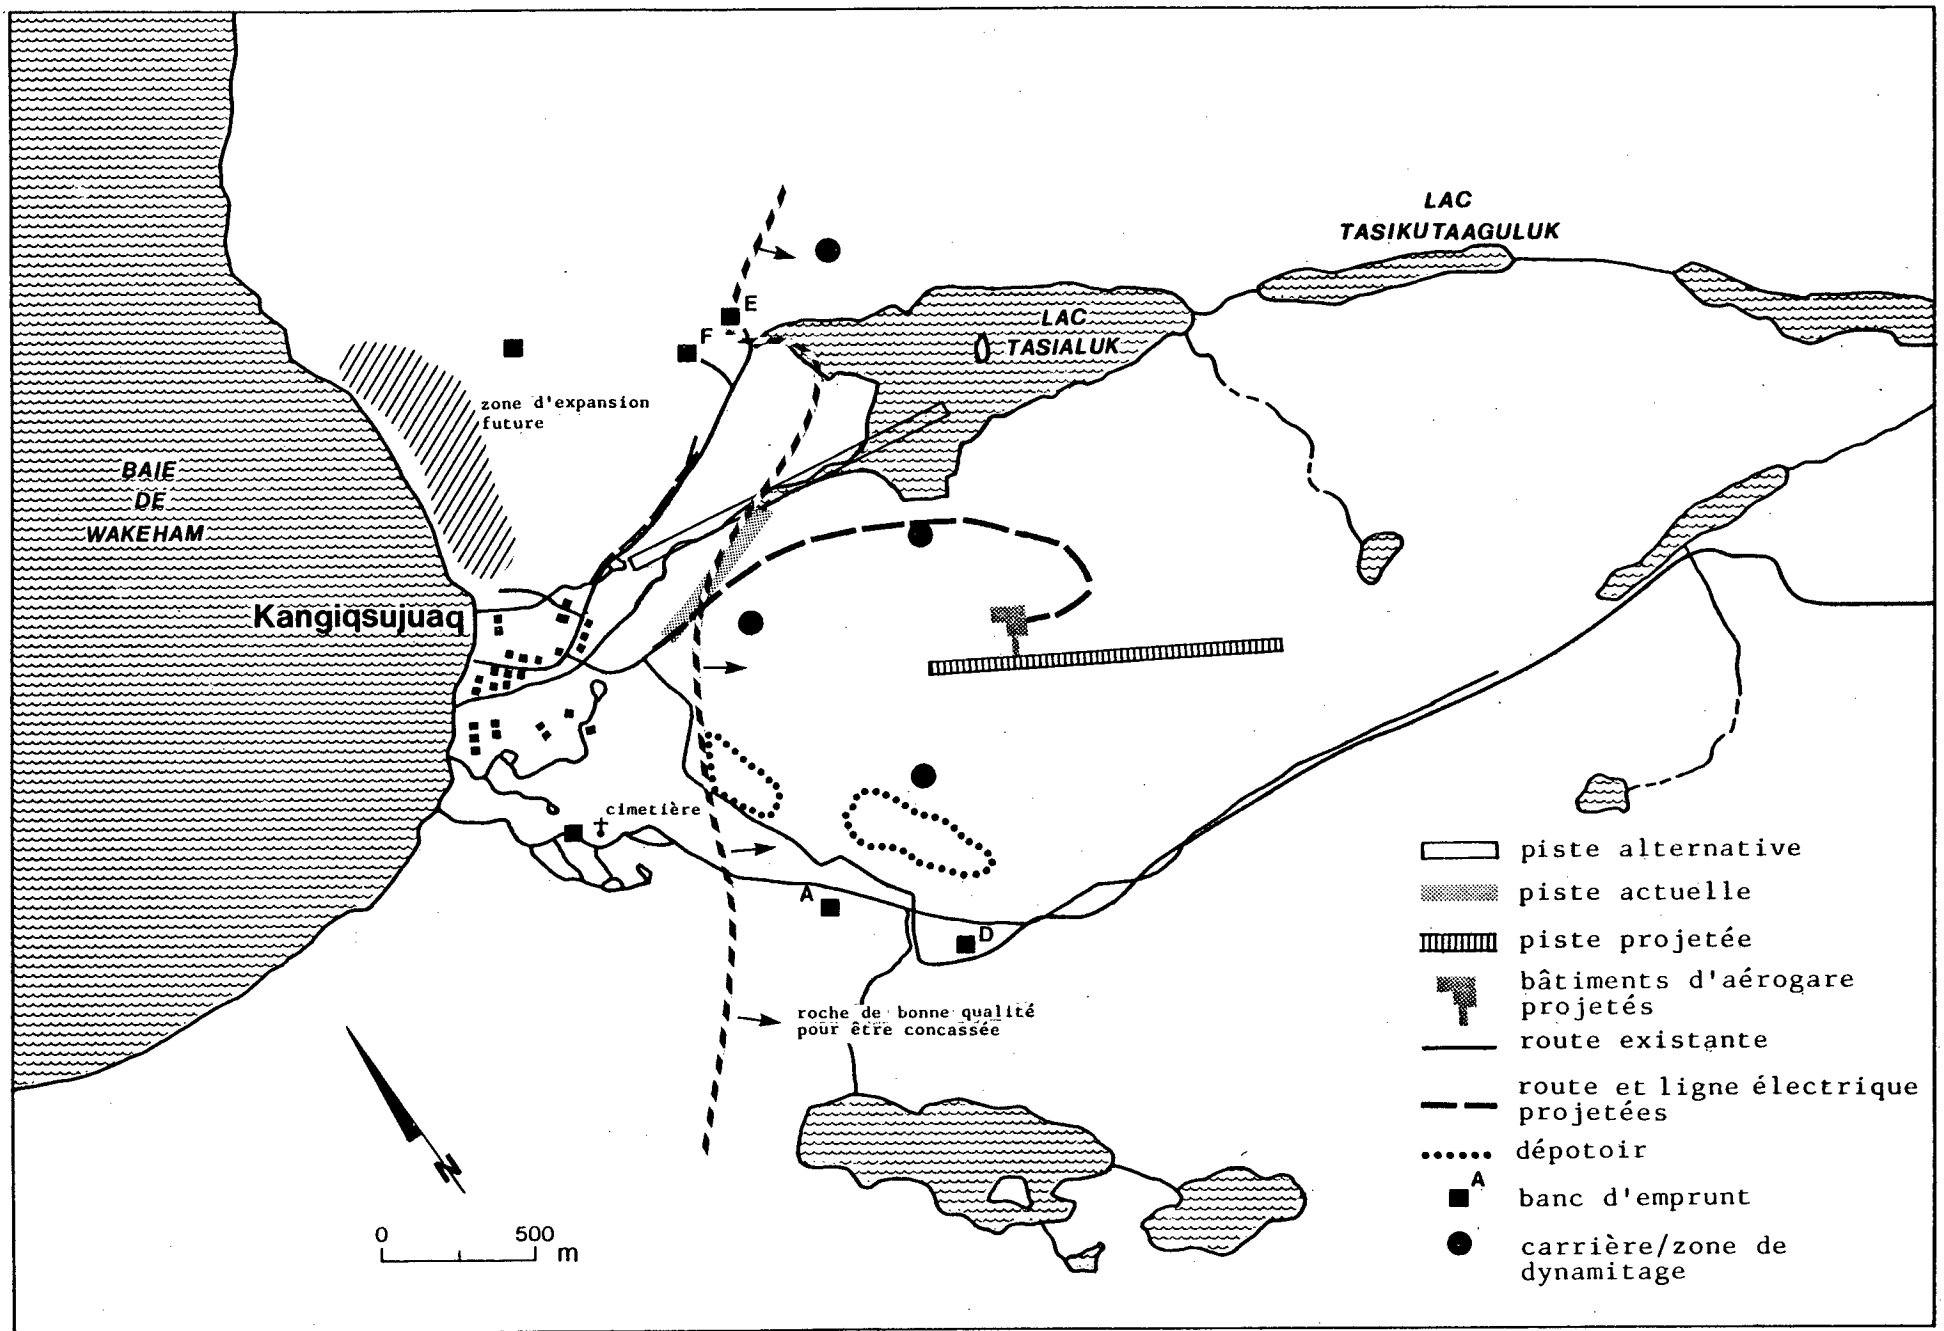 LAC
TASIKUTAAGULUK
E
F
LAC
TASIALUK
zone d'expansion
future
BAIE
DE
WAKEHAM
Kangiqsujuaq
cimetière
A
D
roche de bonne qualité
pour être concassée
N
0 500 m
piste alternative
piste actuelle
piste projetée
bâtiments d'aérogare
projetés
route existante
route et ligne électrique
projetées
dépotoir
A
banc d'emprunt
carrière/zone de
dynamitage